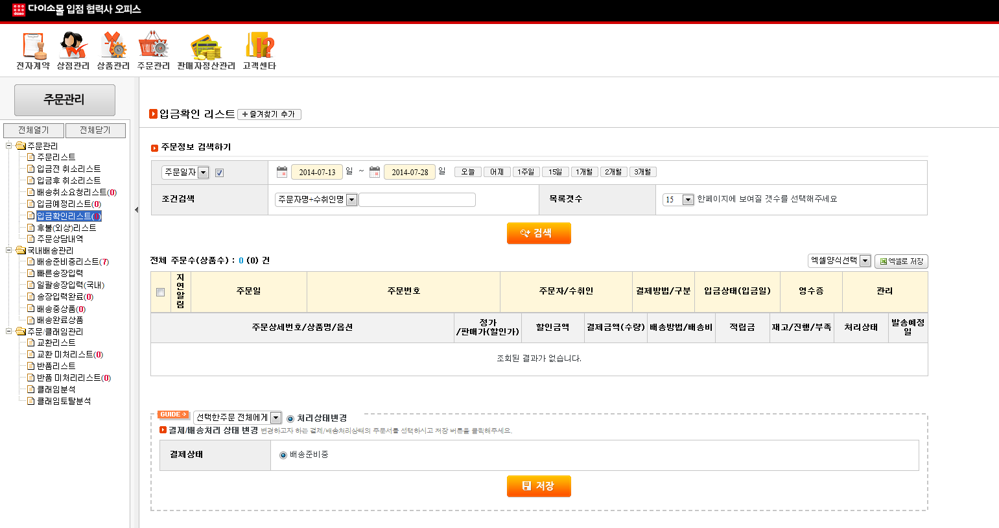 daiso 다이소몰 입점 협력사 오피스
전자계약 상점관리 상품관리 주문관리 판매자정산관리 고객센타
주문관리
전체열기 전체닫기
주문관리
주문리스트
입금전 취소리스트
입금후 취소리스트
배송취소요청리스트(0)
입금예정리스트(0)
입금확인리스트(0)
후불(외상)리스트
주문상담내역
국내배송관리
배송준비중리스트(7)
빠른송장입력
일괄송장입력(국내)
송장입력완료(0)
배송중상품(0)
배송완료상품
주문/클래임관리
교환리스트
교환 미처리스트(0)
반품리스트
반품 미처리리스트(0)
클래임분석
클래임토탈분석
입금확인 리스트 +즐겨찾기 추가
주문정보 검색하기
주문일자 2014-07-13 일 ~ 2014-07-28 일 오늘 어제 1주일 15일 1개월 2개월 3개월
조건검색 주문자명+수취인명 목록갯수 15 한페이지에 보여질 갯수를 선택해주세요
검색
전체 주문수(상품수) : 0 (0) 건 엑셀양식선택 엑셀로 저장
지연알림 주문일 주문번호 주문자/수취인 결제방법/구분 입금상태(입금일) 영수증 관리
주문상세번호/상품명/옵션 정가/판매가(할인가) 할인금액 결제금액(수량) 배송방법/배송비 적립금 재고/진행/부족 처리상태 발송예정일
조회된 결과가 없습니다.
GUIDE→ 선택한주문 전체에게 처리상태변경
결제/배송처리 상태 변경 변경하고자 하는 결제/배송처리상태의 주문서를 선택하시고 저장 버튼을 클릭해주세요.
결제상태 배송준비중
저장